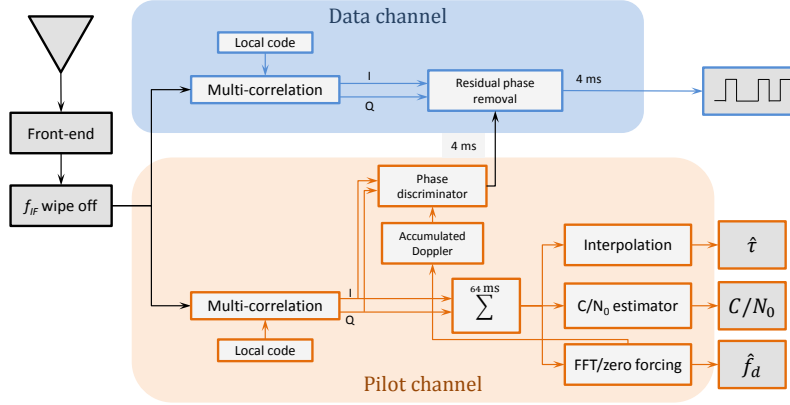 Data channel
Local code
Multi-correlation
I
Q
Residual phase
removal
4 ms
Front-end
f_IF wipe off
4 ms
Phase
discriminator
Accumulated
Doppler
Interpolation
τ̂
Multi-correlation
I
Q
64 ms
∑
C/N₀ estimator
C/N₀
Local code
FFT/zero forcing
f̂_d
Pilot channel